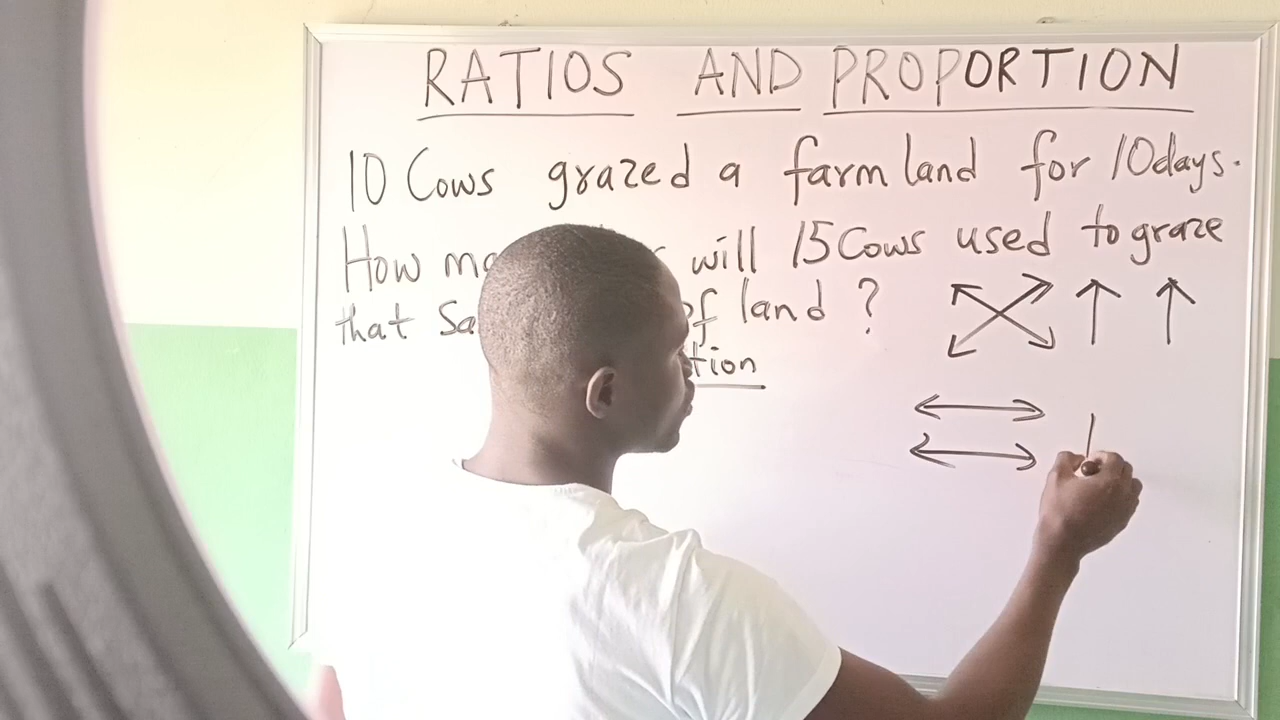 RATIOS AND PROPORTION
10 Cows grazed a farm land for 10days.
How will 15 Cows used to graze
that of land ?